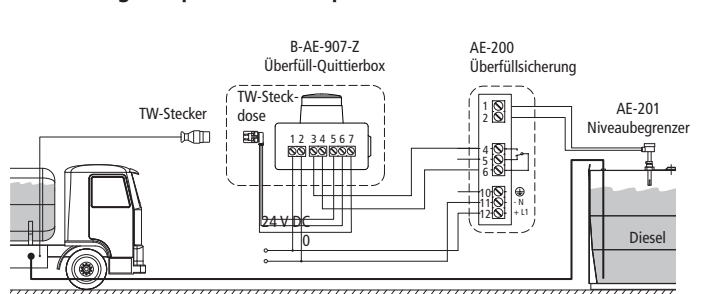 B-AE-907-Z
Überfüll-Quittierbox
AE-200
Überfüllsicherung
TW-Stecker
TW-Steck-
dose
AE-201
Niveaubegrenzer
1 2 3 4 5 6 7
1
2
4
5
6
10
11 - N
12 + L1
24 V DC
0
Diesel